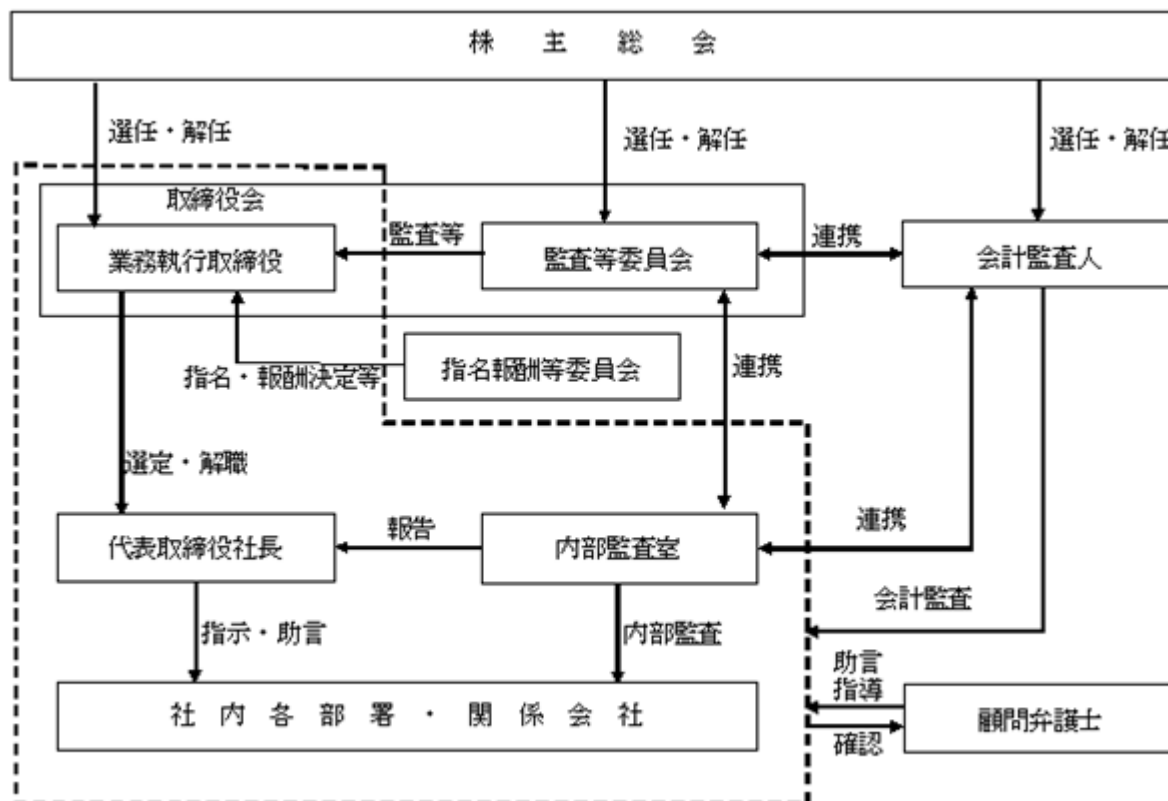 株主総会
選任・解任
選任・解任
選任・解任
取締役会
業務執行取締役
監査等
監査等委員会
連携
会計監査人
指名・報酬決定等
指名報酬等委員会
連携
選定・解職
代表取締役社長
報告
内部監査室
連携
会計監査
指示・助言
内部監査
助言
指導
社内各部署・関係会社
顧問弁護士
確認